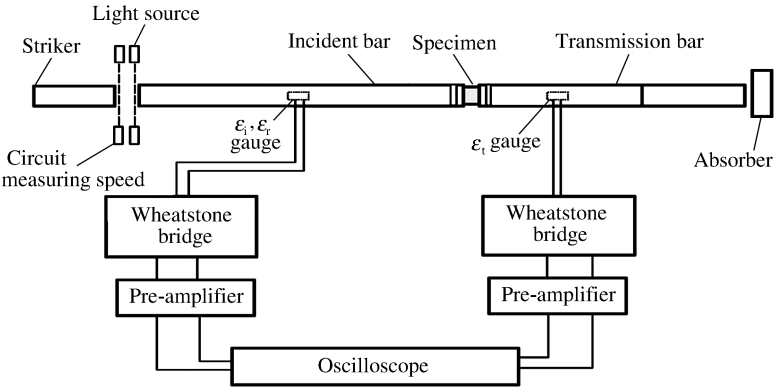 Light source
Striker
Incident bar
Specimen
Transmission bar
εi, εr
gauge
εt gauge
Circuit
measuring speed
Absorber
Wheatstone
bridge
Wheatstone
bridge
Pre-amplifier
Pre-amplifier
Oscilloscope